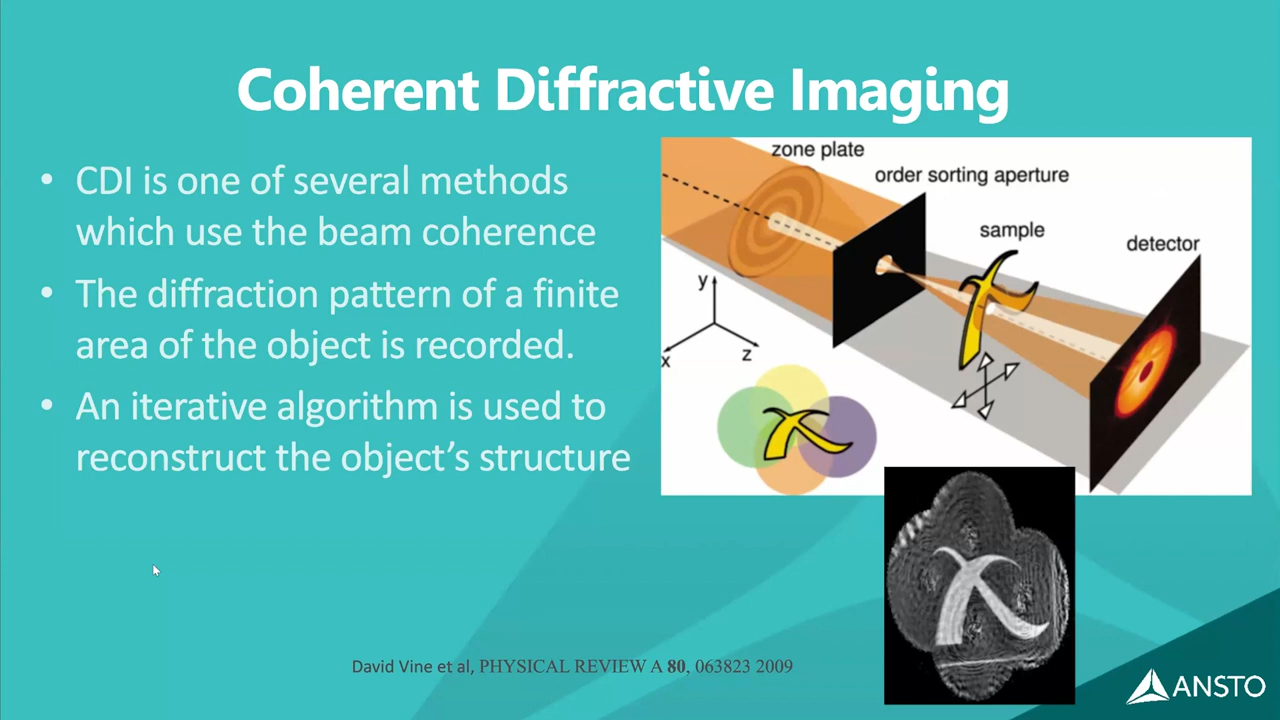 Coherent Diffractive Imaging
• CDI is one of several methods
which use the beam coherence
• The diffraction pattern of a finite
area of the object is recorded.
• An iterative algorithm is used to
reconstruct the object’s structure
zone plate
order sorting aperture
sample
detector
y
x
z
David Vine et al, PHYSICAL REVIEW A 80, 063823 2009
ANSTO